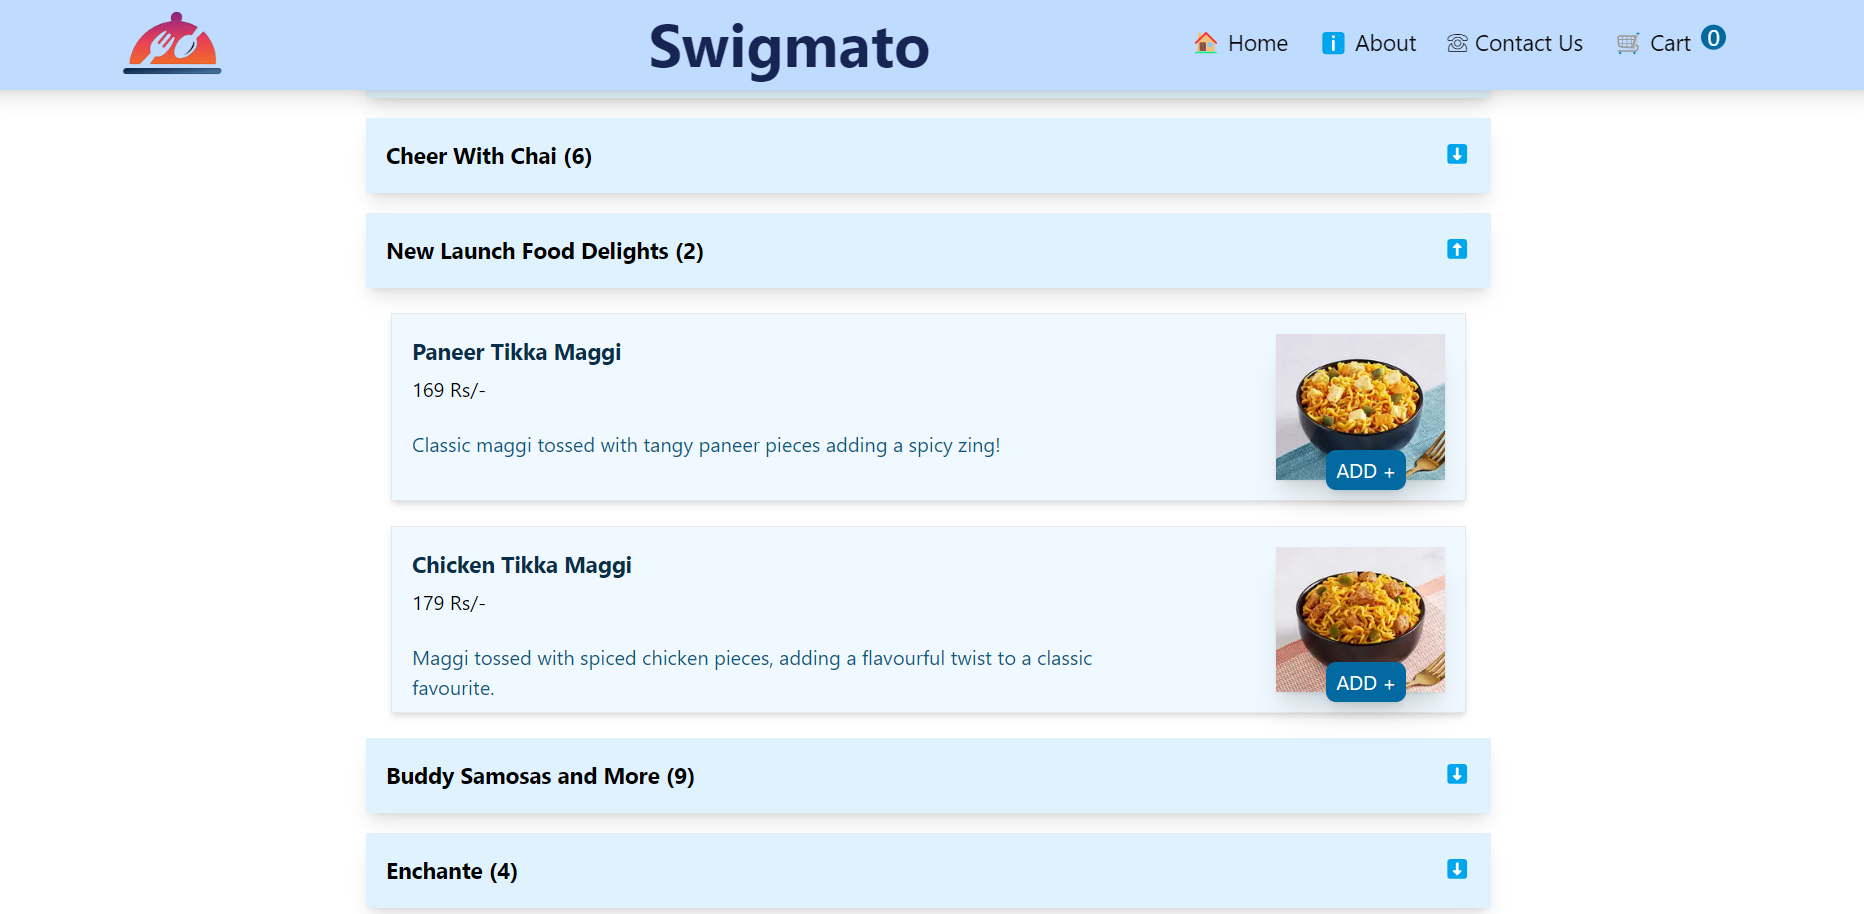 Swigmato
Home
About
Contact Us
Cart 0
Cheer With Chai (6)
New Launch Food Delights (2)
Paneer Tikka Maggi
169 Rs/-
Classic maggi tossed with tangy paneer pieces adding a spicy zing!
ADD +
Chicken Tikka Maggi
179 Rs/-
Maggi tossed with spiced chicken pieces, adding a flavourful twist to a classic
favourite.
ADD +
Buddy Samosas and More (9)
Enchante (4)